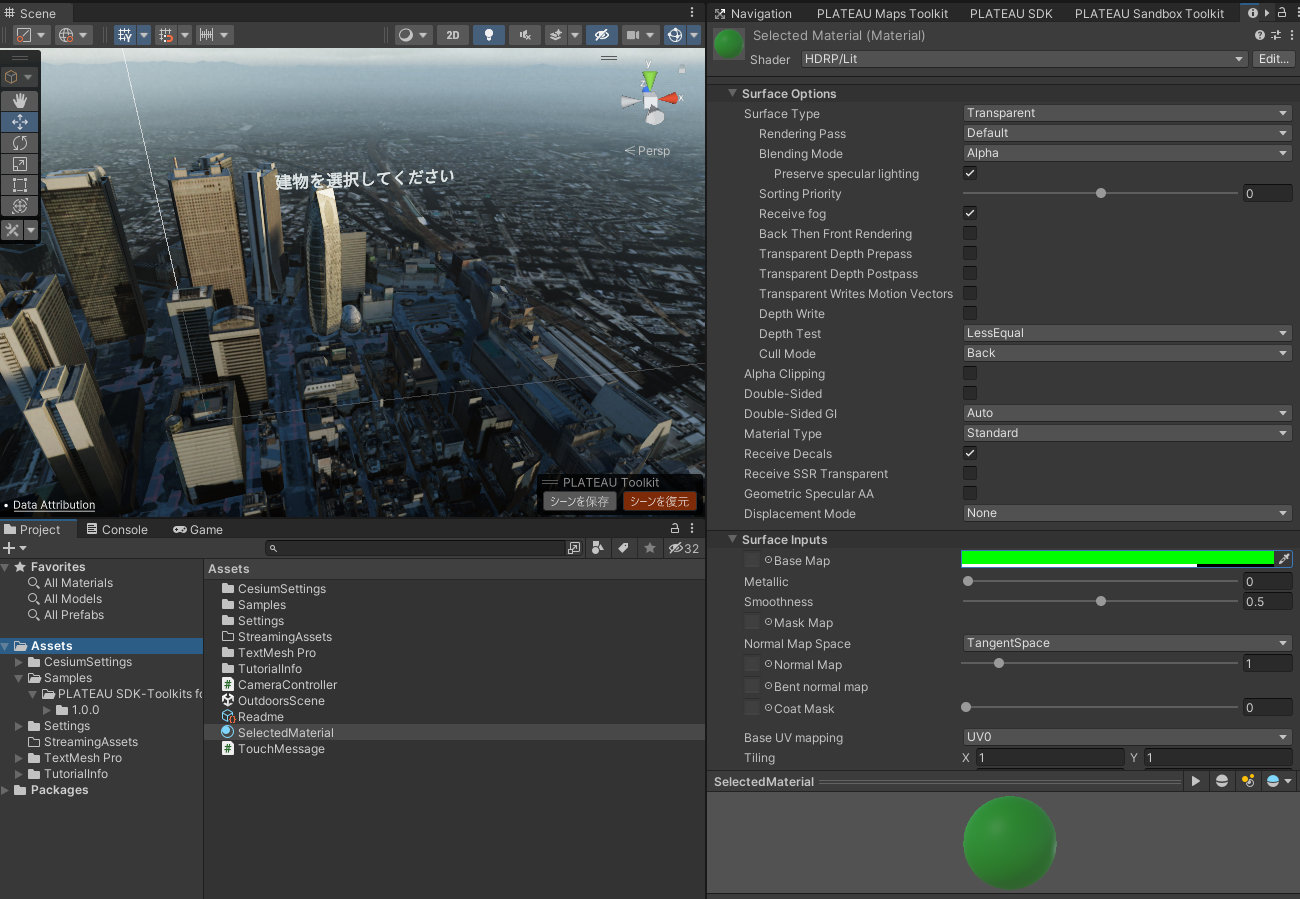 Scene
2D
建物を選択してください
y
z
x
Persp
Data Attribution
PLATEAU Toolkit
シーンを保存
シーンを復元
Project
Console
Game
32
Favorites
All Materials
All Models
All Prefabs
Assets
CesiumSettings
Samples
PLATEAU SDK-Toolkits fo
1.0.0
Settings
StreamingAssets
TextMesh Pro
TutorialInfo
Packages
Assets
CesiumSettings
Samples
Settings
StreamingAssets
TextMesh Pro
TutorialInfo
CameraController
OutdoorsScene
Readme
SelectedMaterial
TouchMessage
Navigation
PLATEAU Maps Toolkit
PLATEAU SDK
PLATEAU Sandbox Toolkit
Selected Material (Material)
Shader HDRP/Lit Edit...
Surface Options
Surface Type Transparent
Rendering Pass Default
Blending Mode Alpha
Preserve specular lighting
Sorting Priority 0
Receive fog
Back Then Front Rendering
Transparent Depth Prepass
Transparent Depth Postpass
Transparent Writes Motion Vectors
Depth Write
Depth Test LessEqual
Cull Mode Back
Alpha Clipping
Double-Sided
Double-Sided GI Auto
Material Type Standard
Receive Decals
Receive SSR Transparent
Geometric Specular AA
Displacement Mode None
Surface Inputs
Base Map
Metallic 0
Smoothness 0.5
Mask Map
Normal Map Space TangentSpace
Normal Map 1
Bent normal map
Coat Mask 0
Base UV mapping UV0
Tiling X 1 Y 1
SelectedMaterial